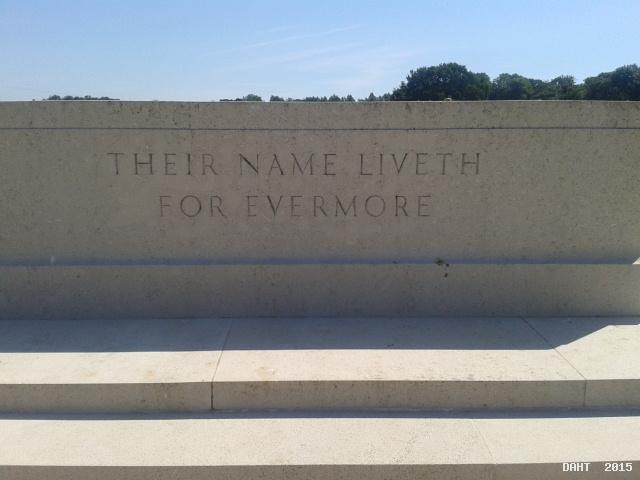 THEIR NAME LIVETH
FOR EVERMORE
DAHT 2015